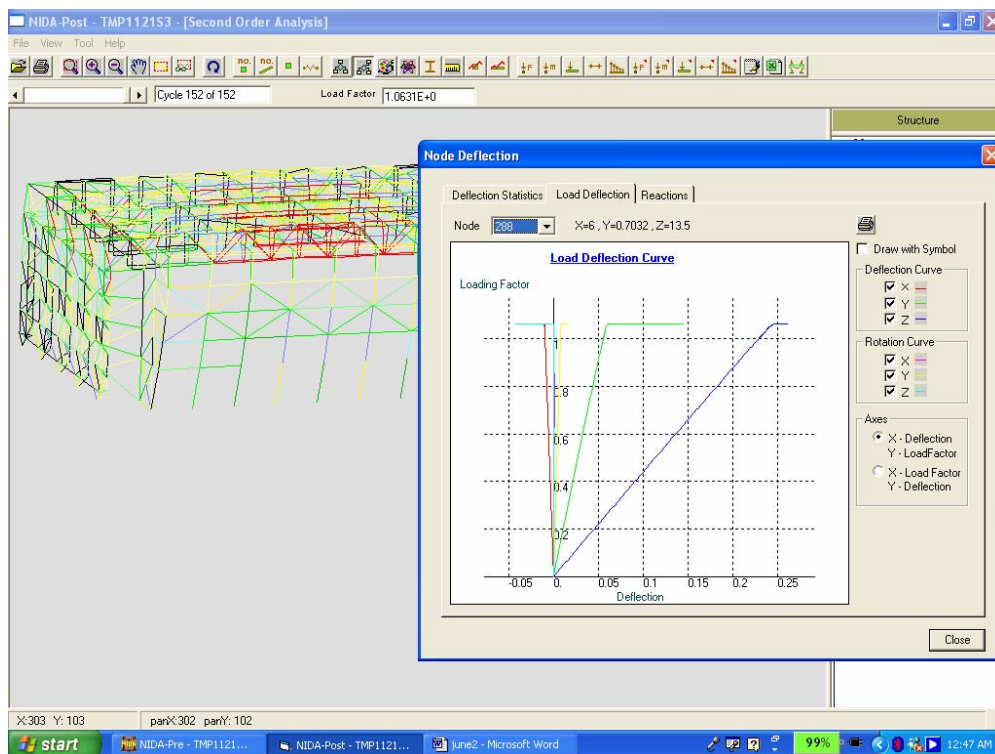 NIDA-Post - TMP1121S3 - [Second Order Analysis]
File View Tool Help
no. no.
Cycle 152 of 152 Load Factor 1.0631E+0
Structure
Node Deflection
Deflection Statistics Load Deflection Reactions
Node 288 X=6 , Y=0.7032 , Z=13.5
Draw with Symbol
Load Deflection Curve
Loading Factor
Deflection Curve
X
Y
Z
Rotation Curve
X
Y
Z
Axes
X - Deflection
Y - LoadFactor
X - Load Factor
Y - Deflection
1
0.8
0.6
0.4
0.2
-0.05 0. 0.05 0.1 0.15 0.2 0.25
Deflection
Close
X:303 Y: 103 panX:302 panY: 102
start NIDA-Pre - TMP1121... NIDA-Post - TMP1121... june2 - Microsoft Word 99% 12:47 AM